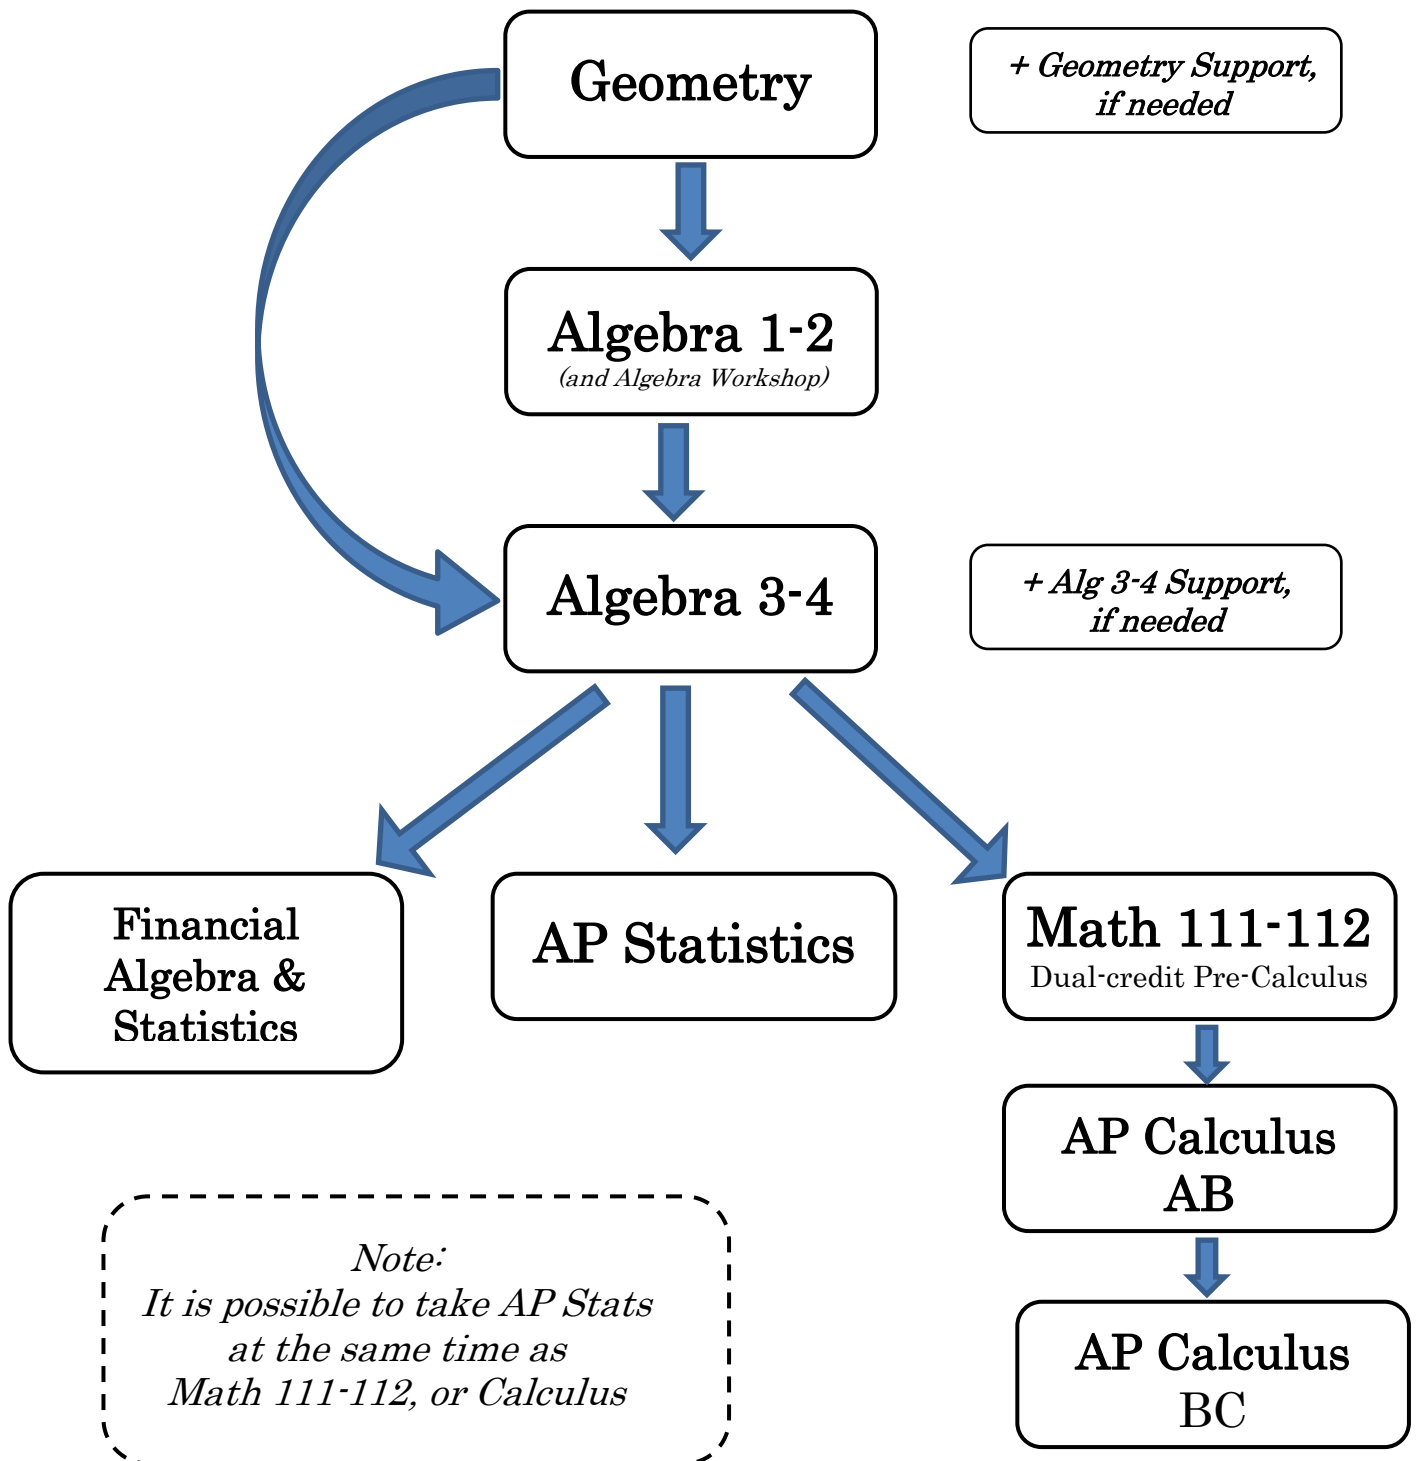 Geometry
+ Geometry Support,
if needed
Algebra 1-2
(and Algebra Workshop)
Algebra 3-4
+ Alg 3-4 Support,
if needed
Financial
Algebra &
Statistics
AP Statistics
Math 111-112
Dual-credit Pre-Calculus
AP Calculus
AB
Note:
It is possible to take AP Stats
at the same time as
Math 111-112, or Calculus
AP Calculus
BC